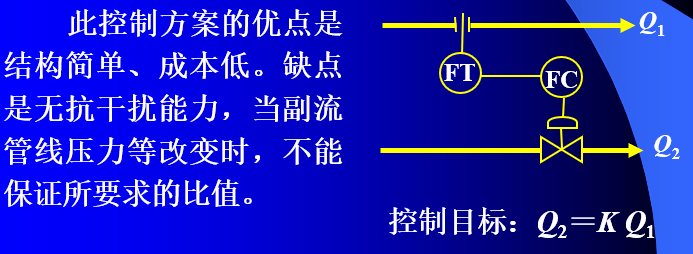 此控制方案的优点是
结构简单、成本低。缺点
是无抗干扰能力，当副流
管线压力等改变时，不能
保证所要求的比值。
Q₁
FT
FC
Q₂
控制目标：Q₂＝K Q₁